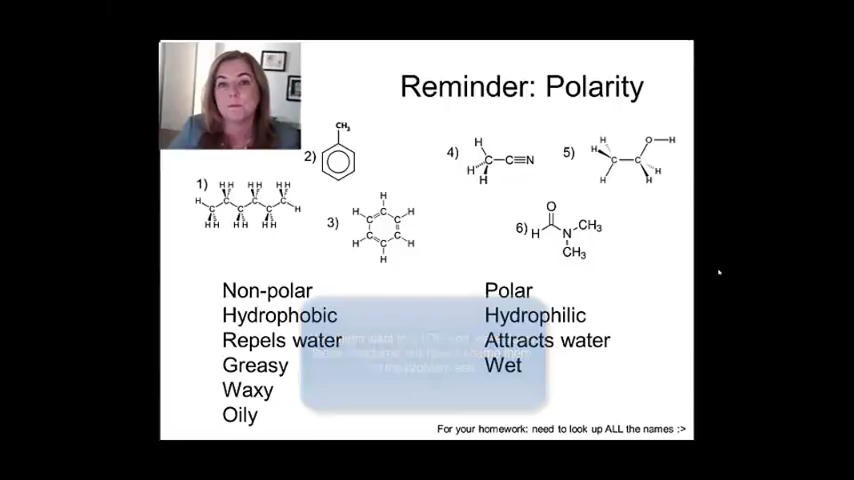 Reminder: Polarity
1)
2)
CH3
3)
4)
5)
6)
Non-polar
Hydrophobic
Repels water
Greasy
Waxy
Oily
Polar
Hydrophilic
Attracts water
Wet
For your homework: need to look up ALL the names :>